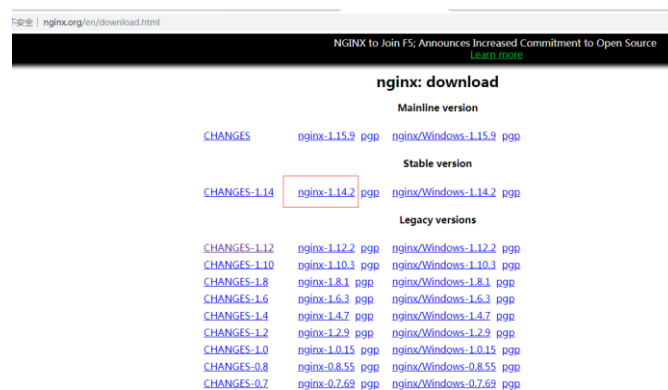 不安全 | nginx.org/en/download.html
NGINX to Join F5; Announces Increased Commitment to Open Source
Learn more
nginx: download
Mainline version
CHANGES nginx-1.15.9 pgp nginx/Windows-1.15.9 pgp
Stable version
CHANGES-1.14 nginx-1.14.2 pgp nginx/Windows-1.14.2 pgp
Legacy versions
CHANGES-1.12 nginx-1.12.2 pgp nginx/Windows-1.12.2 pgp
CHANGES-1.10 nginx-1.10.3 pgp nginx/Windows-1.10.3 pgp
CHANGES-1.8 nginx-1.8.1 pgp nginx/Windows-1.8.1 pgp
CHANGES-1.6 nginx-1.6.3 pgp nginx/Windows-1.6.3 pgp
CHANGES-1.4 nginx-1.4.7 pgp nginx/Windows-1.4.7 pgp
CHANGES-1.2 nginx-1.2.9 pgp nginx/Windows-1.2.9 pgp
CHANGES-1.0 nginx-1.0.15 pgp nginx/Windows-1.0.15 pgp
CHANGES-0.8 nginx-0.8.55 pgp nginx/Windows-0.8.55 pgp
CHANGES-0.7 nginx-0.7.69 pgp nginx/Windows-0.7.69 pgp